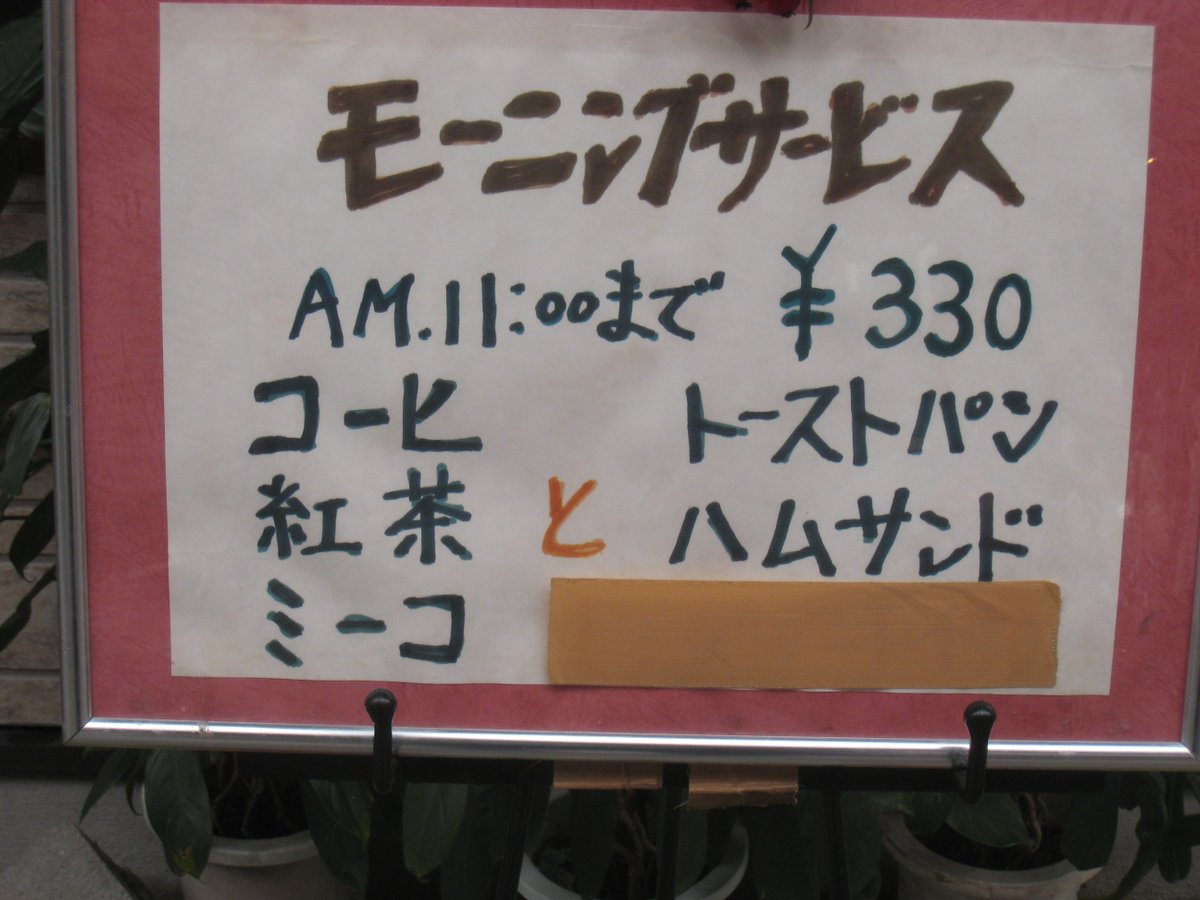 モーニングサービス
AM.11:00まで ¥330
コーヒ トーストパン
紅茶 と ハムサンド
ミーコ